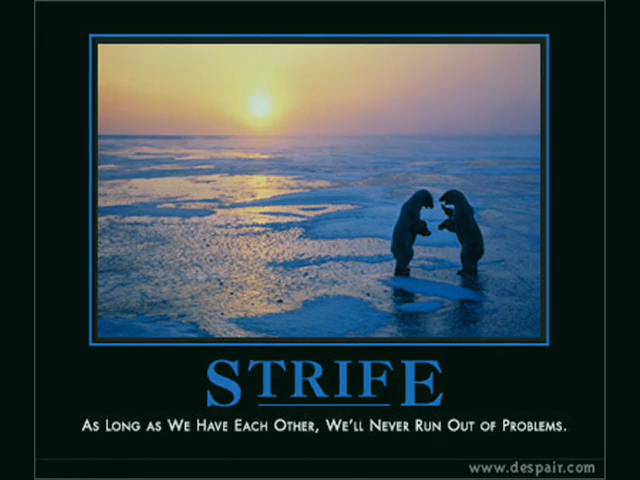 STRIFE
AS LONG AS WE HAVE EACH OTHER, WE'LL NEVER RUN OUT OF PROBLEMS.
www.despair.com